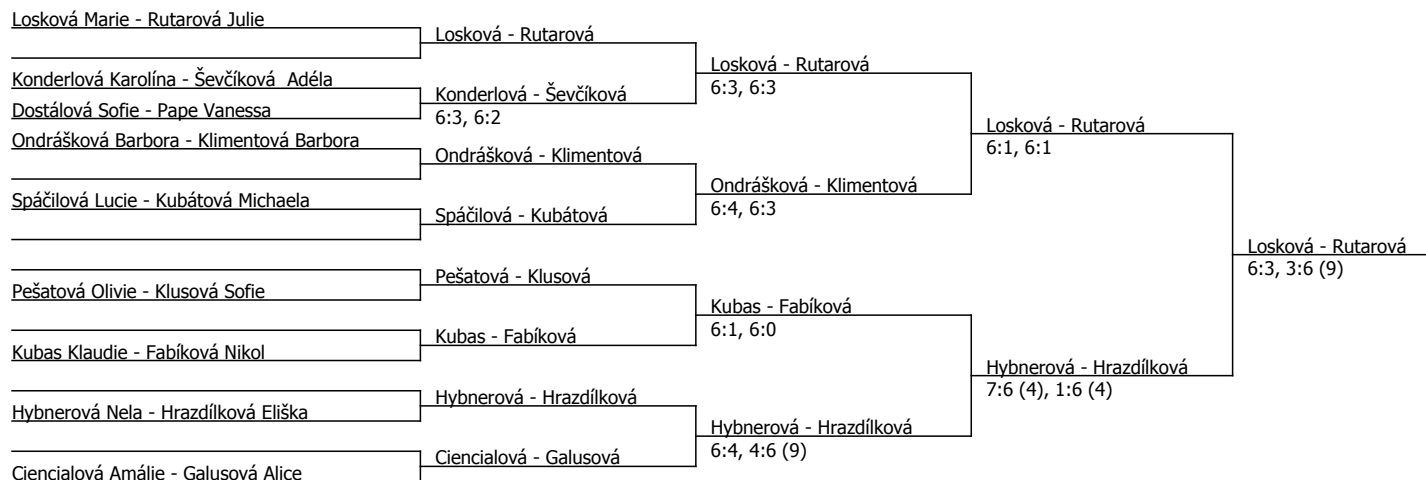 Losková Marie - Rutarová Julie
Konderlová Karolína - Ševčíková  Adéla
Dostálová Sofie - Pape Vanessa
Ondrášková Barbora - Klimentová Barbora
Spáčilová Lucie - Kubátová Michaela
Pešatová Olivie - Klusová Sofie
Kubas Klaudie - Fabíková Nikol
Hybnerová Nela - Hrazdílková Eliška
Ciencialová Amálie - Galusová Alice
Losková - Rutarová
Konderlová - Ševčíková
6:3, 6:2
Ondrášková - Klimentová
Spáčilová - Kubátová
Pešatová - Klusová
Kubas - Fabíková
Hybnerová - Hrazdílková
Ciencialová - Galusová
Losková - Rutarová
6:3, 6:3
Ondrášková - Klimentová
6:4, 6:3
Kubas - Fabíková
6:1, 6:0
Hybnerová - Hrazdílková
6:4, 4:6 (9)
Losková - Rutarová
6:1, 6:1
Hybnerová - Hrazdílková
7:6 (4), 1:6 (4)
Losková - Rutarová
6:3, 3:6 (9)